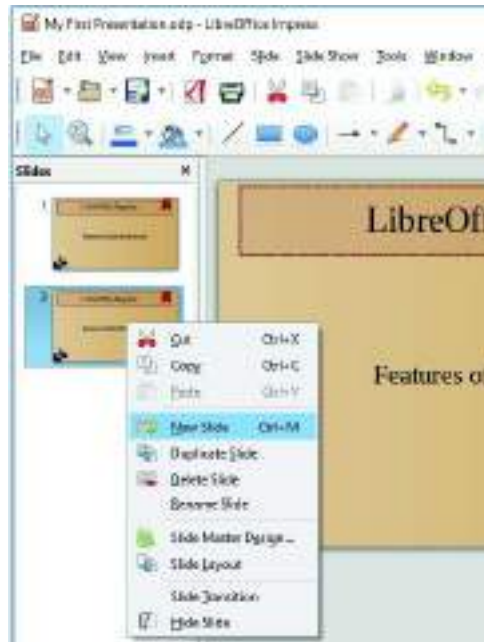 My First Presentation.odp - LibreOffice Impress
File Edit View Insert Format Slide Slide Show Tools Window
Slides
1
2
LibreOf
Features o
Cut Ctrl+X
Copy Ctrl+C
Paste Ctrl+V
New Slide Ctrl+M
Duplicate Slide
Delete Slide
Rename Slide
Slide Master Design...
Slide Layout
Slide Transition
Hide Slide